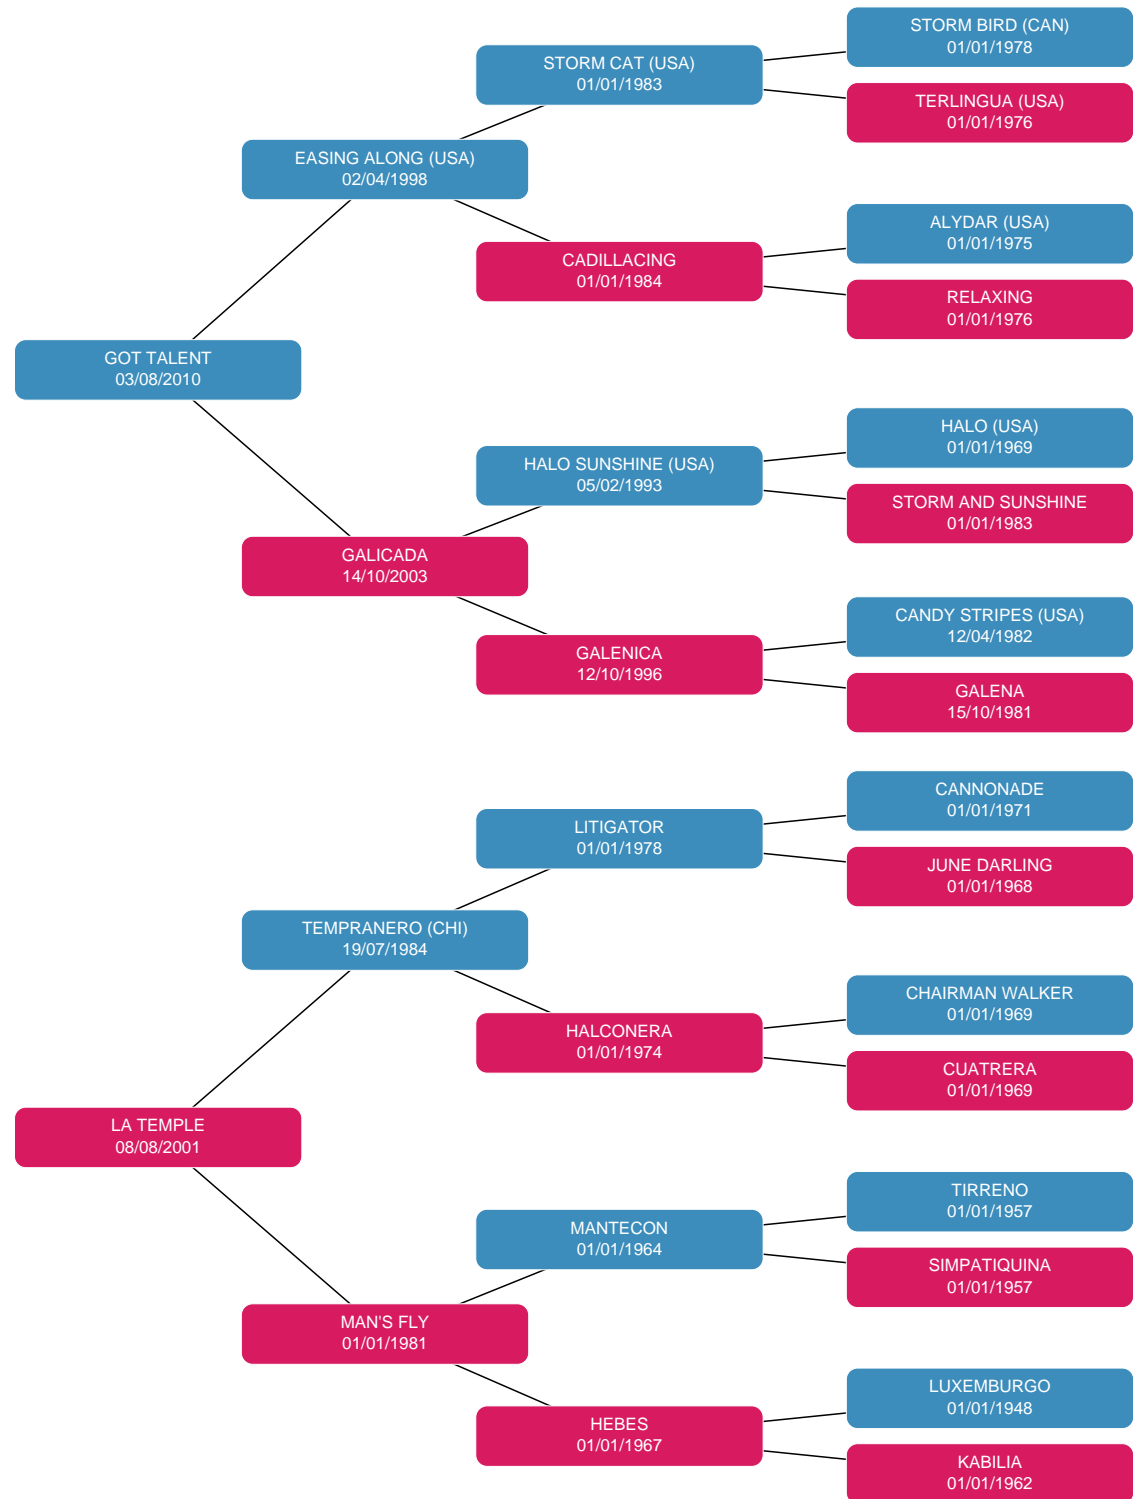 STORM BIRD (CAN)
01/01/1978
STORM CAT (USA)
01/01/1983
TERLINGUA (USA)
01/01/1976
EASING ALONG (USA)
02/04/1998
ALYDAR (USA)
01/01/1975
CADILLACING
01/01/1984
RELAXING
01/01/1976
GOT TALENT
03/08/2010
HALO (USA)
01/01/1969
HALO SUNSHINE (USA)
05/02/1993
STORM AND SUNSHINE
01/01/1983
GALICADA
14/10/2003
CANDY STRIPES (USA)
12/04/1982
GALENICA
12/10/1996
GALENA
15/10/1981
CANNONADE
01/01/1971
LITIGATOR
01/01/1978
JUNE DARLING
01/01/1968
TEMPRANERO (CHI)
19/07/1984
CHAIRMAN WALKER
01/01/1969
HALCONERA
01/01/1974
CUATRERA
01/01/1969
LA TEMPLE
08/08/2001
TIRRENO
01/01/1957
MANTECON
01/01/1964
SIMPATIQUINA
01/01/1957
MAN'S FLY
01/01/1981
LUXEMBURGO
01/01/1948
HEBES
01/01/1967
KABILIA
01/01/1962